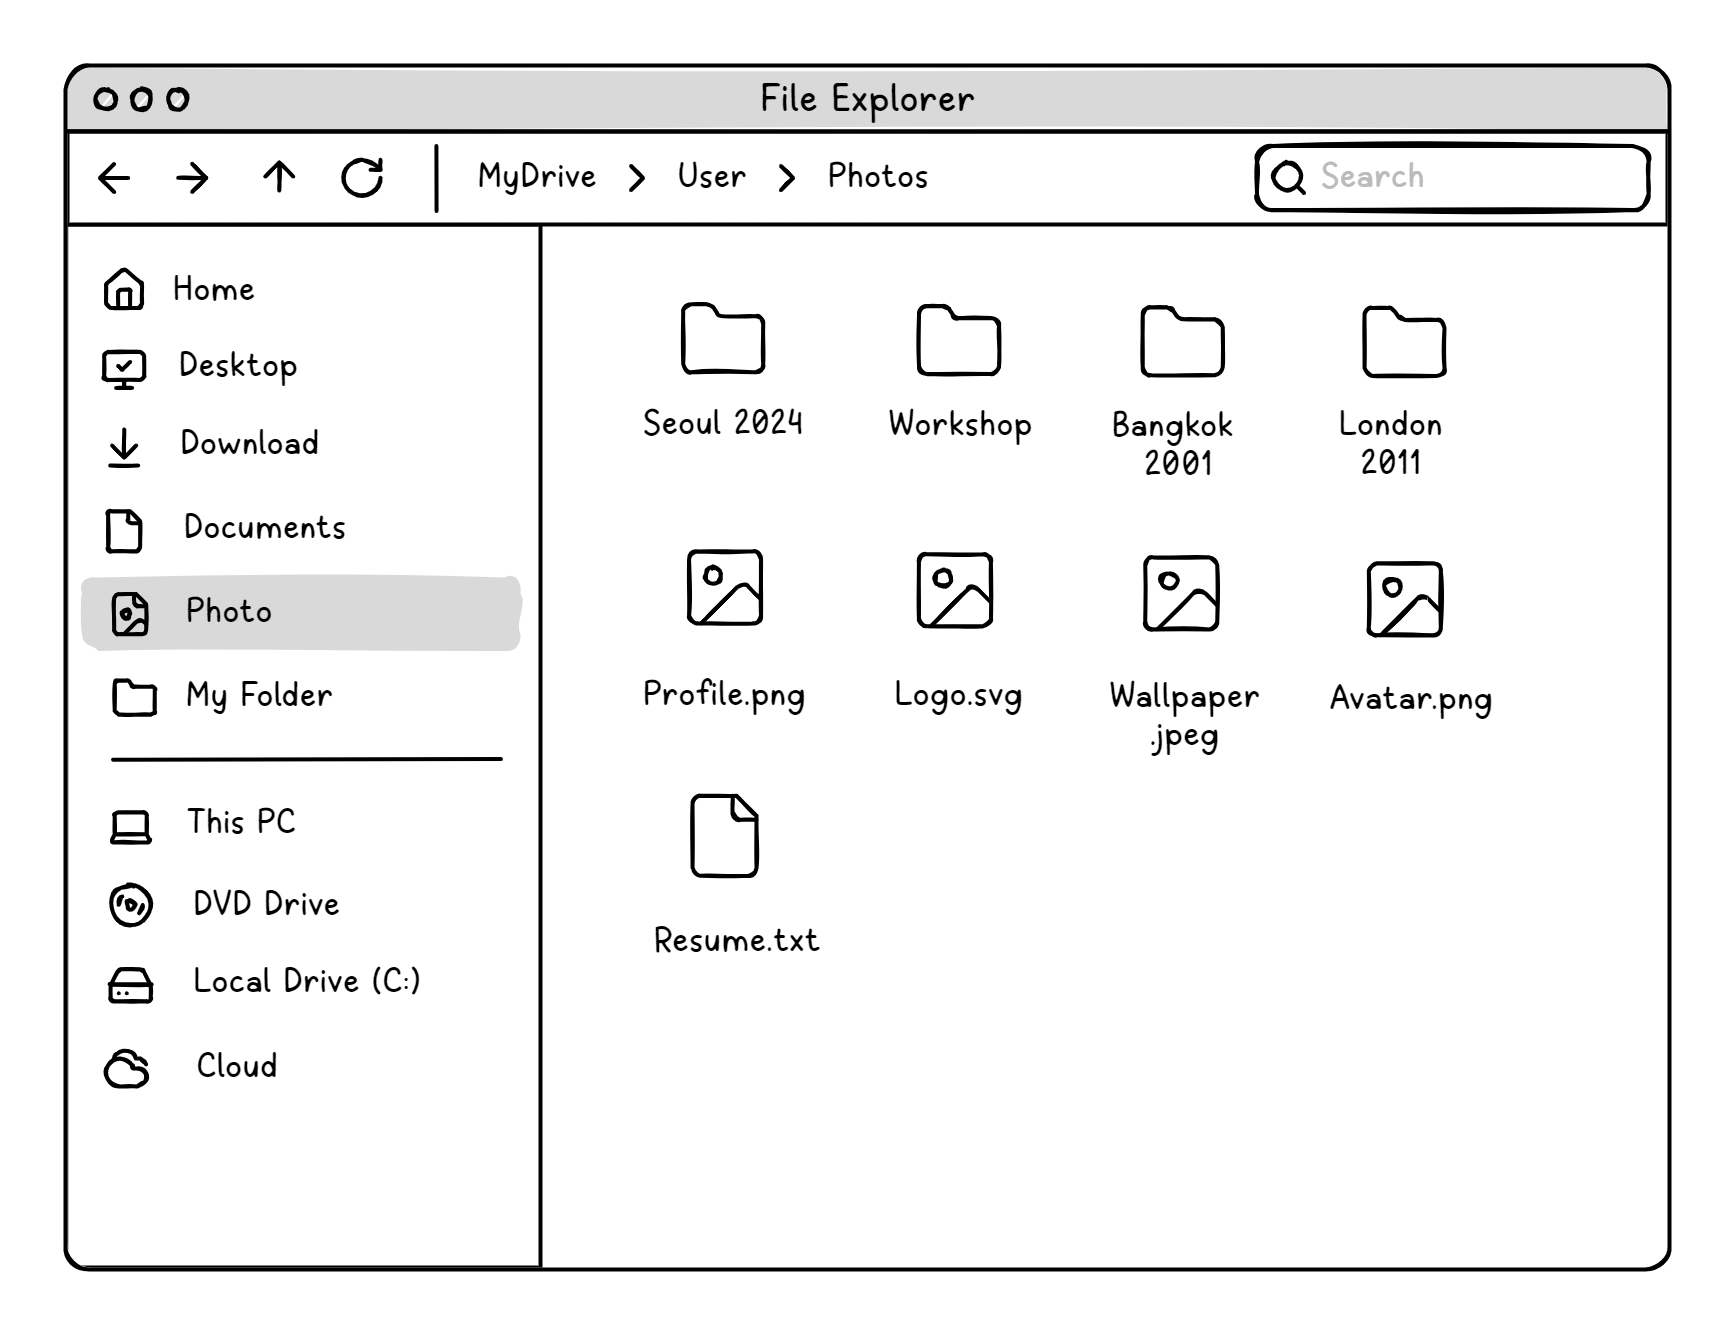 File Explorer
MyDrive > User > Photos
Search
Home
Desktop
Download
Documents
Photo
My Folder
This PC
DVD Drive
Local Drive (C:)
Cloud
Seoul 2024
Workshop
Bangkok
2001
London
2011
Profile.png
Logo.svg
Wallpaper
.jpeg
Avatar.png
Resume.txt